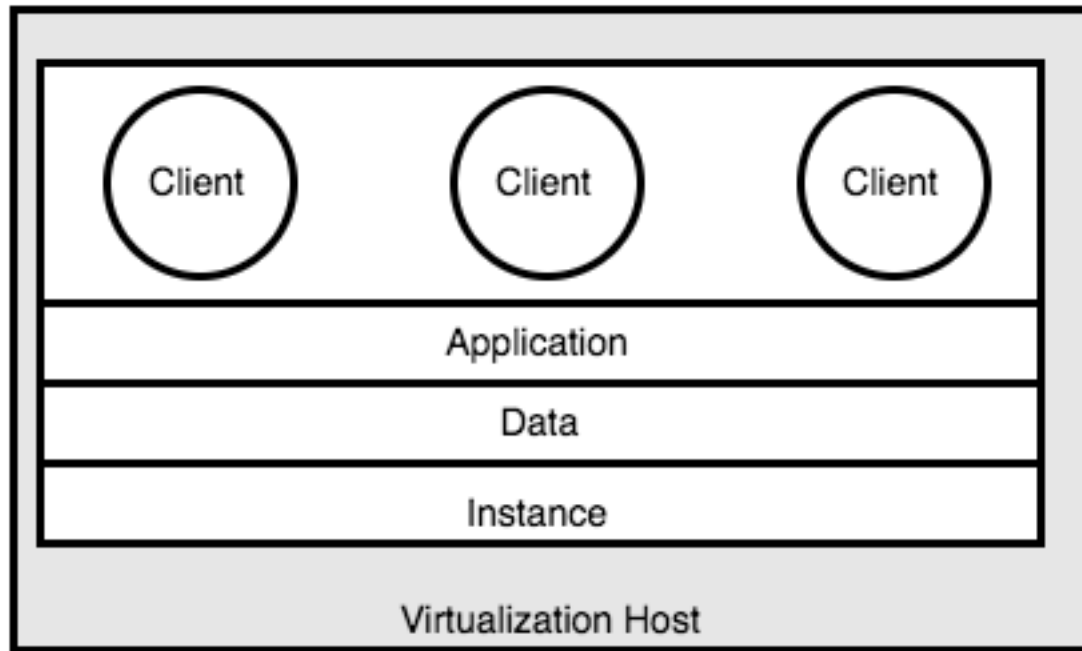 Client Client Client
Application
Data
Instance
Virtualization Host